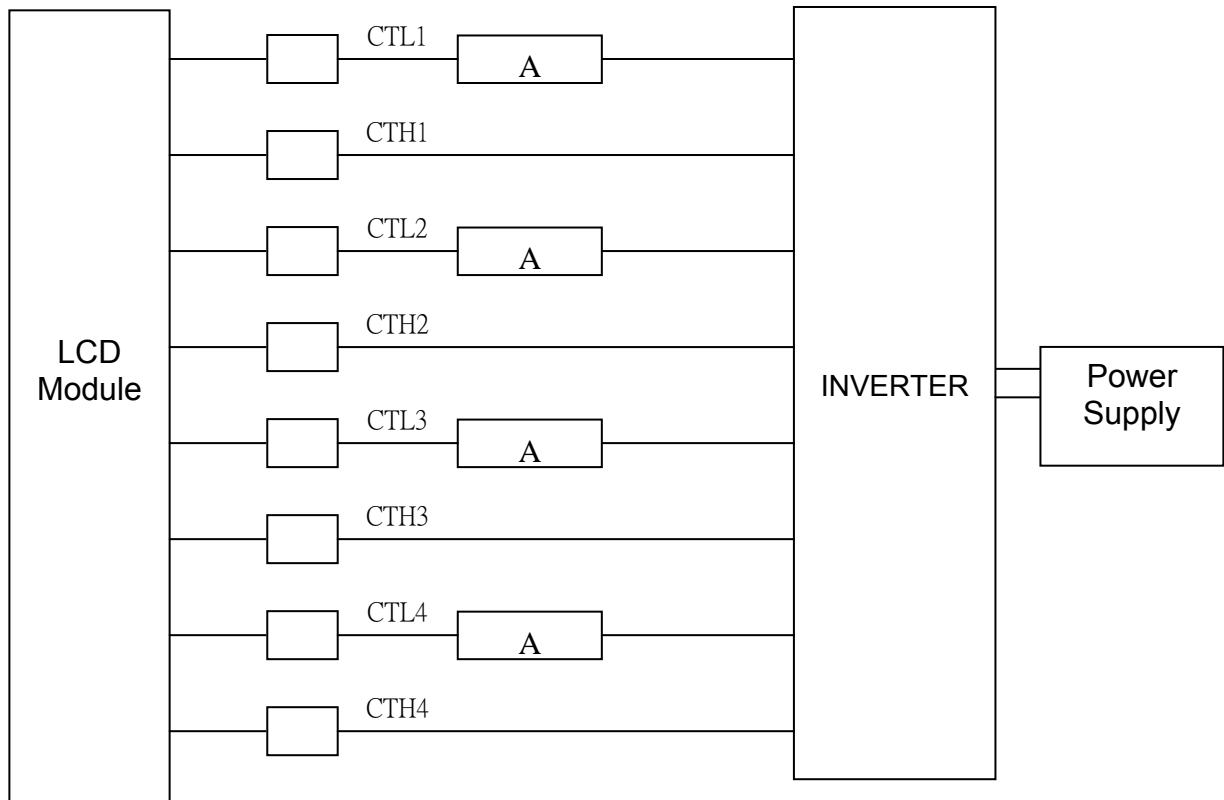 CTL1
A
CTH1
CTL2
A
CTH2
LCD
Module
INVERTER
Power
Supply
CTL3
A
CTH3
CTL4
A
CTH4